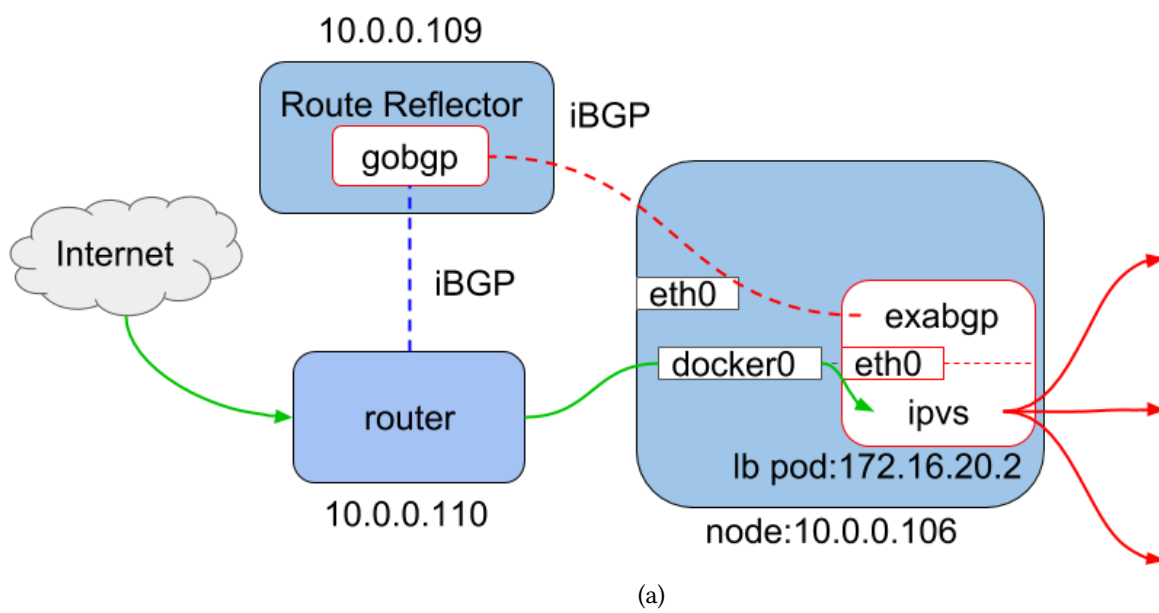 10.0.0.109
Route Reflector
gobgp
iBGP
Internet
iBGP
eth0
exabgp
docker0
eth0
router
ipvs
lb pod:172.16.20.2
10.0.0.110
node:10.0.0.106
(a)